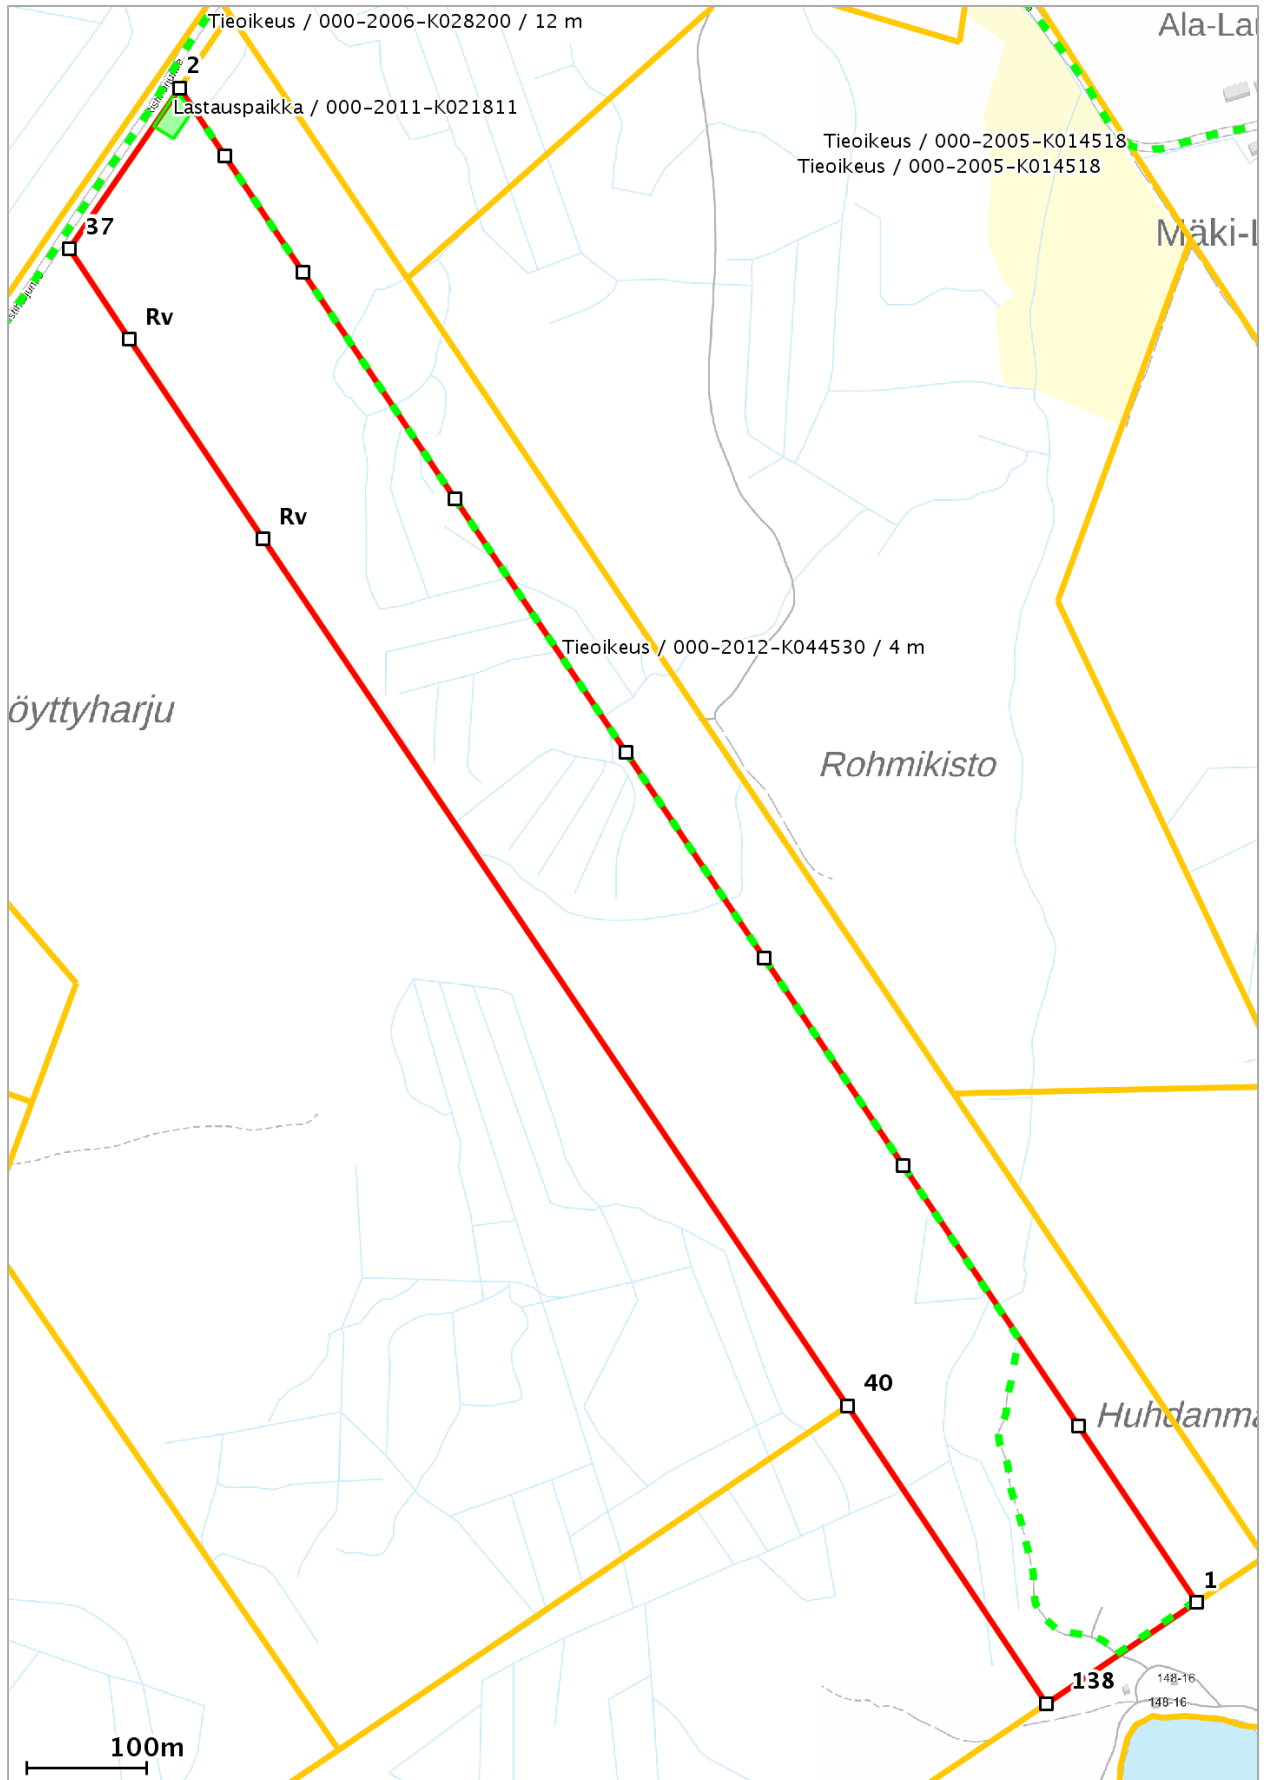 Tieoikeus / 000-2006-K028200 / 12 m
Ala-Lau
2
Lastauspaikka / 000-2011-K021811
Tieoikeus / 000-2005-K014518
Tieoikeus / 000-2005-K014518
37
Mäki-L
Rv
Rv
Tieoikeus / 000-2012-K044530 / 4 m
öyttyharju
Rohmikisto
40
Huhdanma
1
138
148-16
148-16
100m